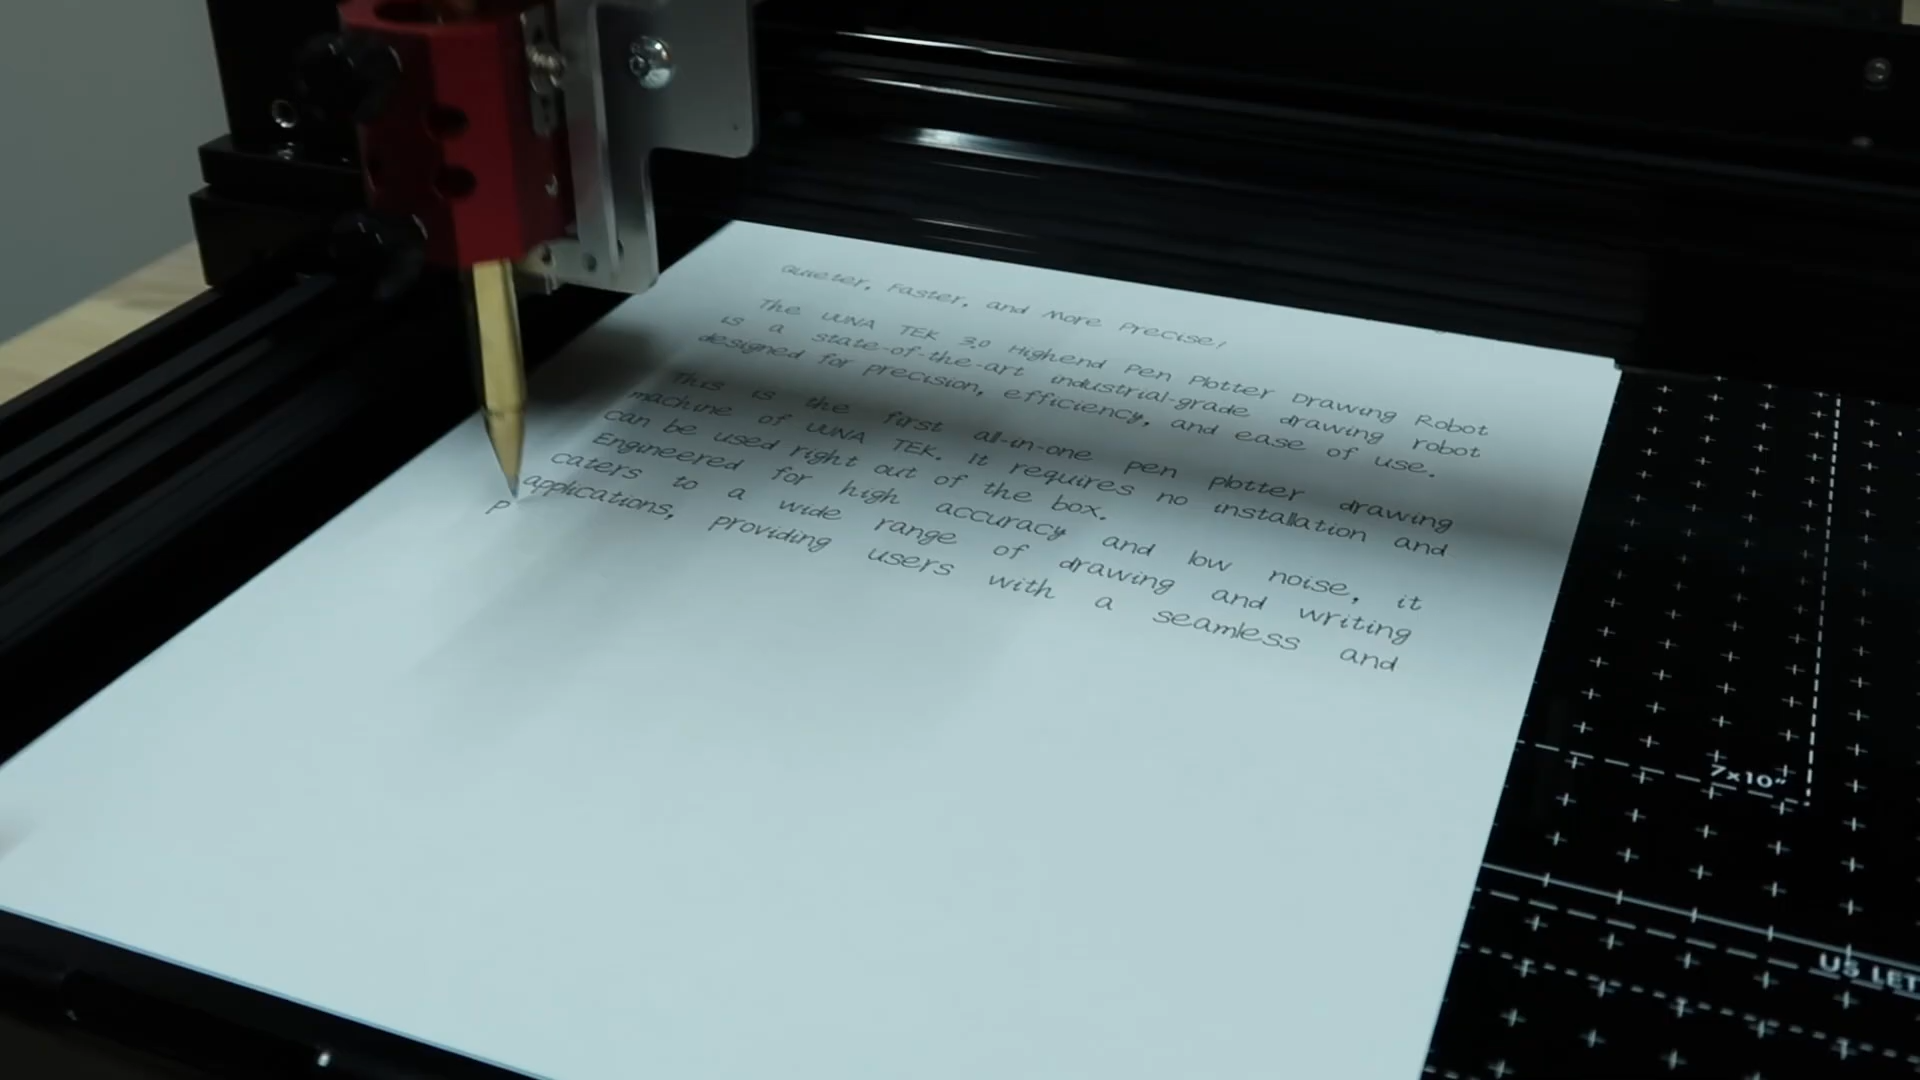 Quieter, Faster, and More Precise!
The UUNA TEK 3.0 Highend Pen Plotter Drawing Robot
is a state-of-the-art industrial-grade drawing robot
designed for precision, efficiency, and ease of use.
This is the first all-in-one pen plotter drawing
machine of UUNA TEK. It requires no installation and
can be used right out of the box.
Engineered for high accuracy and low noise, it
caters to a wide range of drawing and writing
applications, providing users with a seamless and
P
7x10"
US LET